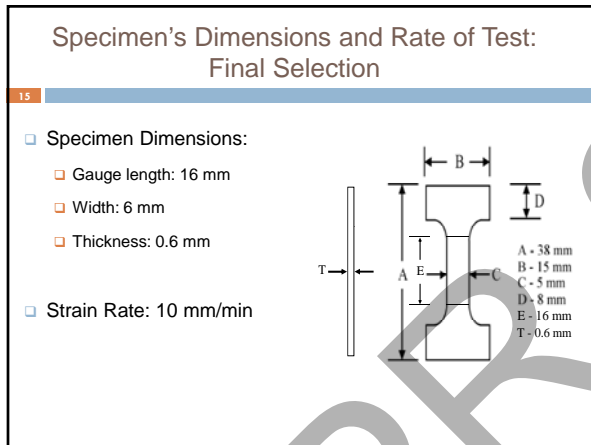 Specimen's Dimensions and Rate of Test:
Final Selection
15
Specimen Dimensions:
Gauge length: 16 mm
Width: 6 mm
Thickness: 0.6 mm
Strain Rate: 10 mm/min
B
D
T
A
E
C
A - 38 mm
B - 15 mm
C - 5 mm
D - 8 mm
E - 16 mm
T - 0.6 mm